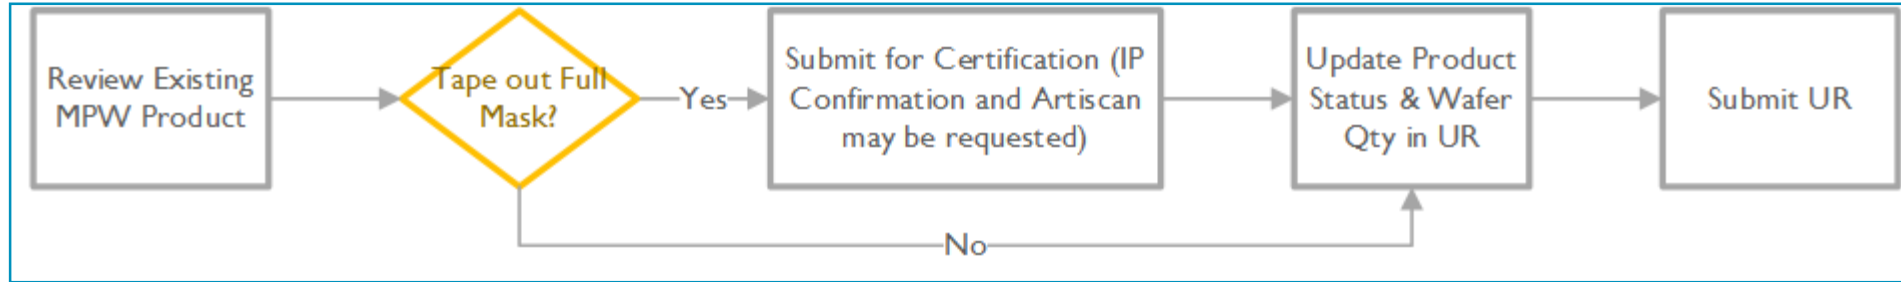 Review Existing
MPW Product
Tape out Full
Mask?
Yes
Submit for Certification (IP
Confirmation and Artiscan
may be requested)
Update Product
Status & Wafer
Qty in UR
Submit UR
No